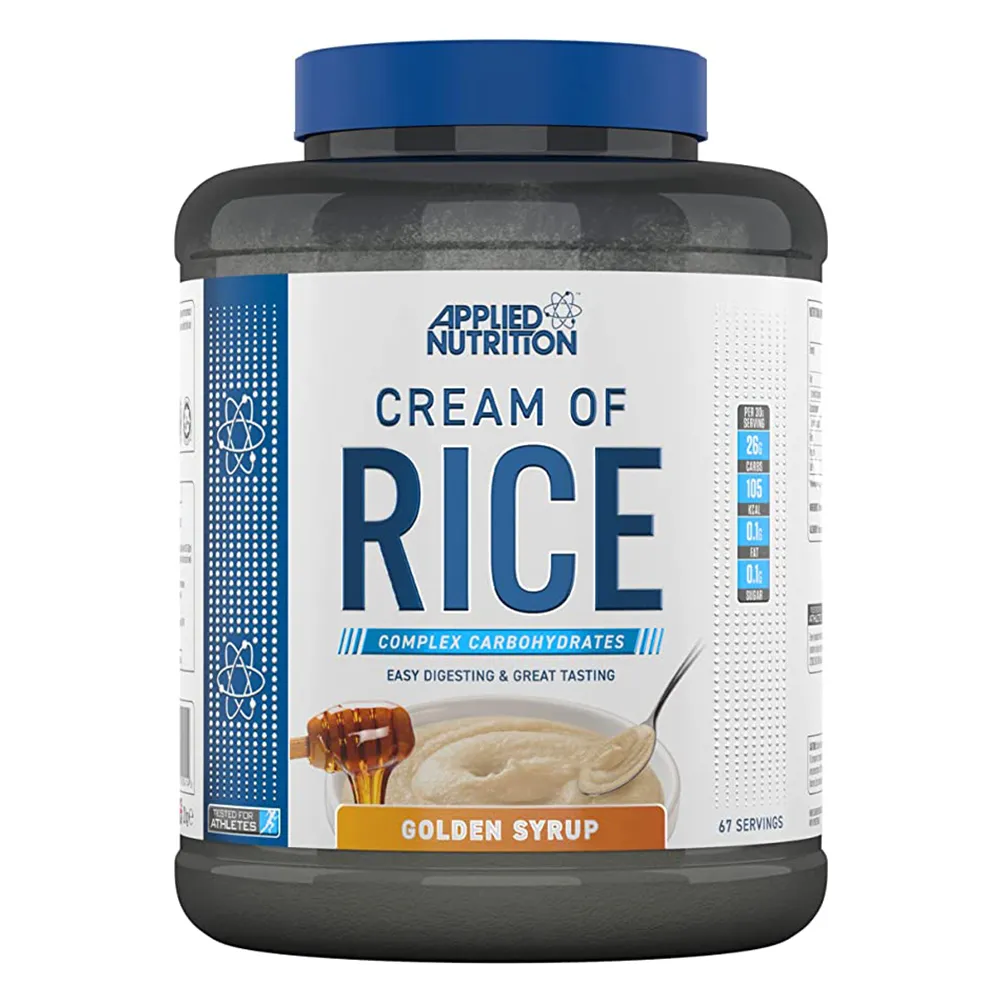 APPLIED
NUTRITION
™
CREAM OF
RICE
COMPLEX CARBOHYDRATES
EASY DIGESTING & GREAT TASTING
GOLDEN SYRUP
PER 30G
SERVING
26G
CARBS
105
KCAL
0.1G
FAT
0.1G
SUGAR
67 SERVINGS
TESTED FOR
ATHLETES